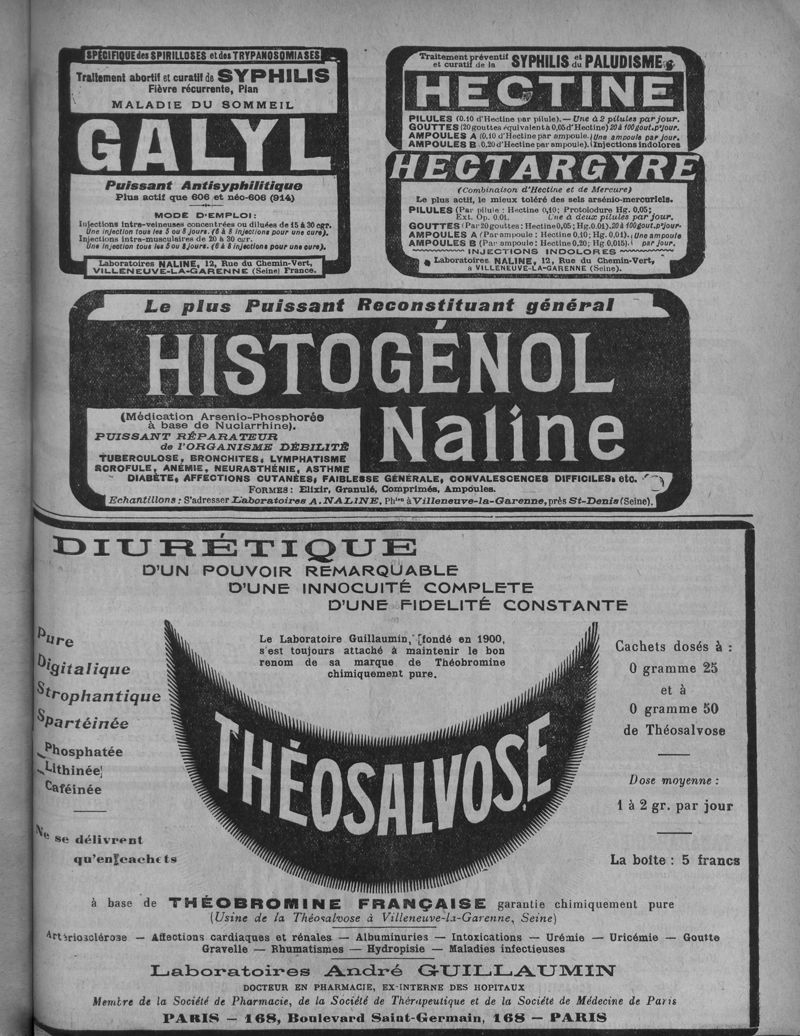 SPÉCIFIQUE des SPIRILLOSES et des TRYPANOSOMIASES
Traitement abortif et curatif de SYPHILIS
Fièvre récurrente, Pian
MALADIE DU SOMMEIL
GALYL
Puissant Antisyphilitique
Plus actif que 606 et néo-606 (914)
MODE D'EMPLOI :
Injections intra-veineuses concentrées ou diluées de 15 à 30 cgr.
Une injection tous les 5 ou 8 jours. (6 à 8 injections pour une cure).
Injections intra-musculaires de 20 à 30 cgr.
Une injection tous les 5 ou 8 jours. (6 à 8 injections pour une cure).
Laboratoires NALINE, 12, Rue du Chemin-Vert,
VILLENEUVE-LA-GARENNE (Seine) France.
Traitement préventif et curatif de la SYPHILIS et du PALUDISME
HECTINE
PILULES (0.10 d'Hectine par pilule). — Une à 2 pilules par jour.
GOUTTES (20 gouttes équivalent à 0,05 d'Hectine) 20 à 100 gout. p' jour.
AMPOULES A (0.10 d'Hectine par ampoule.) Une ampoule par jour.
AMPOULES B (0,20 d'Hectine par ampoule). Injections indolores
HECTARGYRE
(Combinaison d'Hectine et de Mercure)
Le plus actif, le mieux toléré des sels arsénio-mercuriels.
PILULES (Par pilule : Hectine 0,10; Protoiodure Hg. 0,05;
Ext. Op. 0.01. Une à deux pilules par jour.
GOUTTES (Par 20 gouttes: Hectine 0,05; Hg. 0.01). 20 à 100 gout. p' jour.
AMPOULES A (Par ampoule : Hectine 0,10; Hg. 0,01). Une ampoule
AMPOULES B (Par ampoule: Hectine 0,20; Hg. 0,015). par jour.
INJECTIONS INDOLORES
Laboratoires NALINE, 12, Rue du Chemin-Vert,
à VILLENEUVE-LA-GARENNE (Seine).
Le plus Puissant Reconstituant général
HISTOGÉNOL
Naline
(Médication Arsenio-Phosphorée
à base de Nuclarrhine).
PUISSANT RÉPARATEUR
de l'ORGANISME DÉBILITÉ
TUBERCULOSE, BRONCHITES, LYMPHATISME
SCROFULE, ANÉMIE, NEURASTHÉNIE, ASTHME
DIABÈTE, AFFECTIONS CUTANÉES, FAIBLESSE GÉNÉRALE, CONVALESCENCES DIFFICILES, etc.
FORMES : Elixir, Granulé, Comprimés, Ampoules.
Echantillons : S'adresser Laboratoires A. NALINE, Phien à Villeneuve-la-Garenne, près St-Denis (Seine).
DIURÉTIQUE
D'UN POUVOIR REMARQUABLE
D'UNE INNOCUITÉ COMPLETE
D'UNE FIDELITÉ CONSTANTE
Le Laboratoire Guillaumin, fondé en 1900,
s'est toujours attaché à maintenir le bon
renom de sa marque de Théobromine
chimiquement pure.
Pure
Digitalique
Strophantique
Spartéinée
Phosphatée
Lithinée
Caféinée
Ne se délivrent
qu'en cachets
THÉOSALVOSE
Cachets dosés à :
0 gramme 25
et à
0 gramme 50
de Théosalvose
Dose moyenne :
1 à 2 gr. par jour
La boîte : 5 francs
à base de THÉOBROMINE FRANÇAISE garantie chimiquement pure
(Usine de la Théosalvose à Villeneuve-la-Garenne, Seine)
Artériosclérose — Affections cardiaques et rénales — Albuminuries — Intoxications — Urémie — Uricémie — Goutte
Gravelle — Rhumatismes — Hydropisie — Maladies infectieuses
Laboratoires André GUILLAUMIN
DOCTEUR EN PHARMACIE, EX-INTERNE DES HOPITAUX
Membre de la Société de Pharmacie, de la Société de Thérapeutique et de la Société de Médecine de Paris
PARIS — 168, Boulevard Saint-Germain, 168 — PARIS